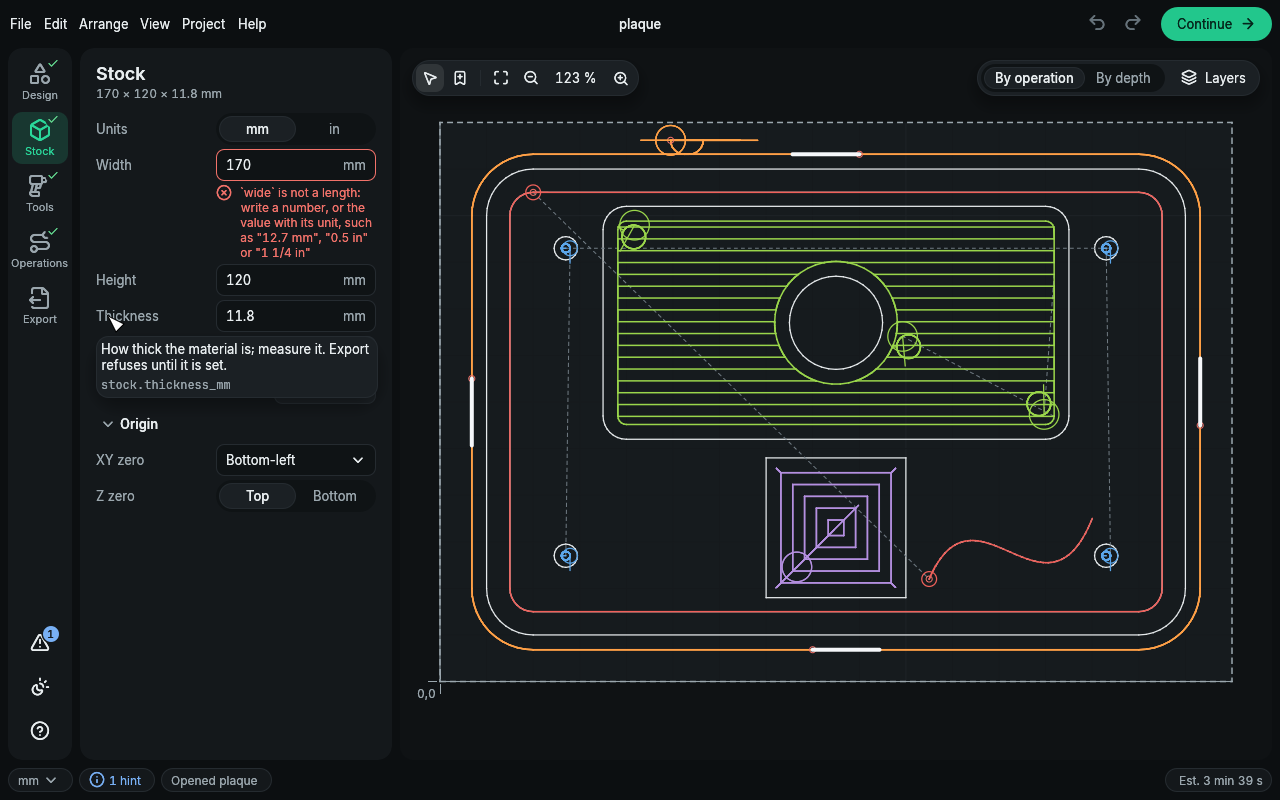 File Edit Arrange View Project Help
plaque
Continue
Design
Stock
Tools
Operations
Export
1
Stock
170 × 120 × 11.8 mm
Units mm in
Width 170 mm
`wide` is not a length:
write a number, or the
value with its unit, such
as "12.7 mm", "0.5 in"
or "1 1/4 in"
Height 120 mm
Thickness 11.8 mm
How thick the material is; measure it. Export
refuses until it is set.
stock.thickness_mm
Origin
XY zero Bottom-left
Z zero Top Bottom
123 %
By operation By depth Layers
0,0
mm 1 hint Opened plaque Est. 3 min 39 s